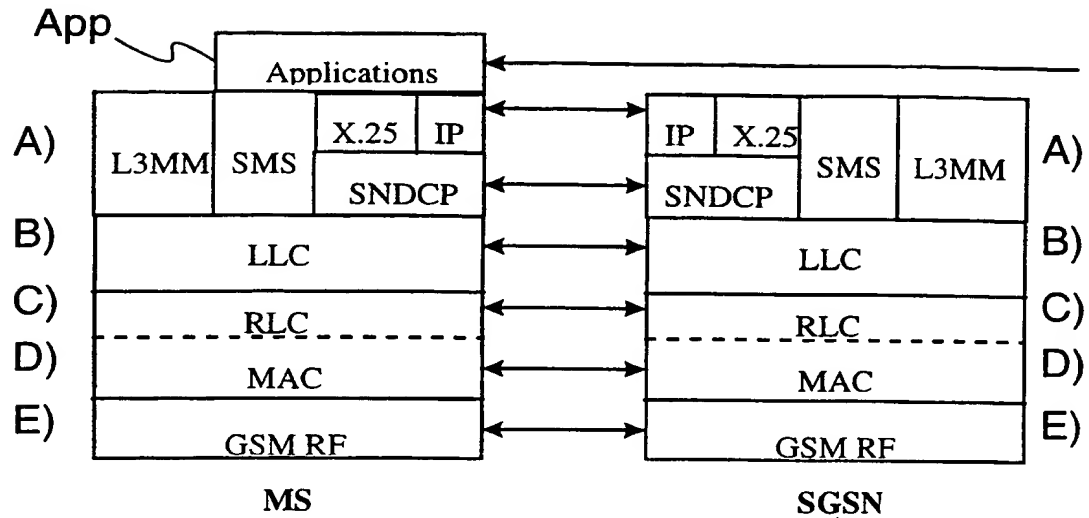 App
Applications
A)
L3MM
SMS
X.25
IP
SNDCP
IP
X.25
SNDCP
SMS
L3MM
A)
B)
LLC
LLC
B)
C)
RLC
RLC
C)
D)
MAC
MAC
D)
E)
GSM RF
GSM RF
E)
MS
SGSN